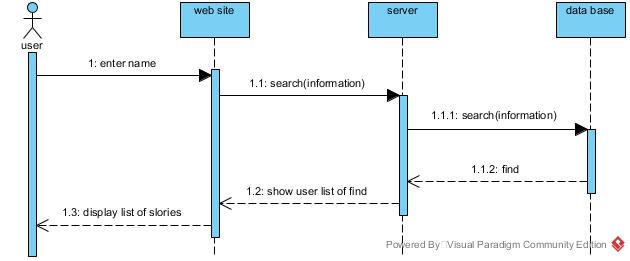 web site
server
data base
user
1: enter name
1.1: search(information)
1.1.1: search(information)
1.1.2: find
1.2: show user list of find
1.3: display list of slories
Powered By Visual Paradigm Community Edition